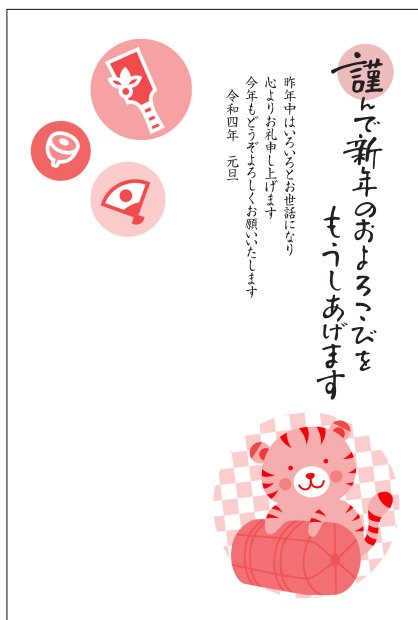 謹んで新年のおよろこびを
もうしあげます
昨年中はいろいろとお世話になり
心よりお礼申し上げます
今年もどうぞよろしくお願いいたします
令和四年　元旦